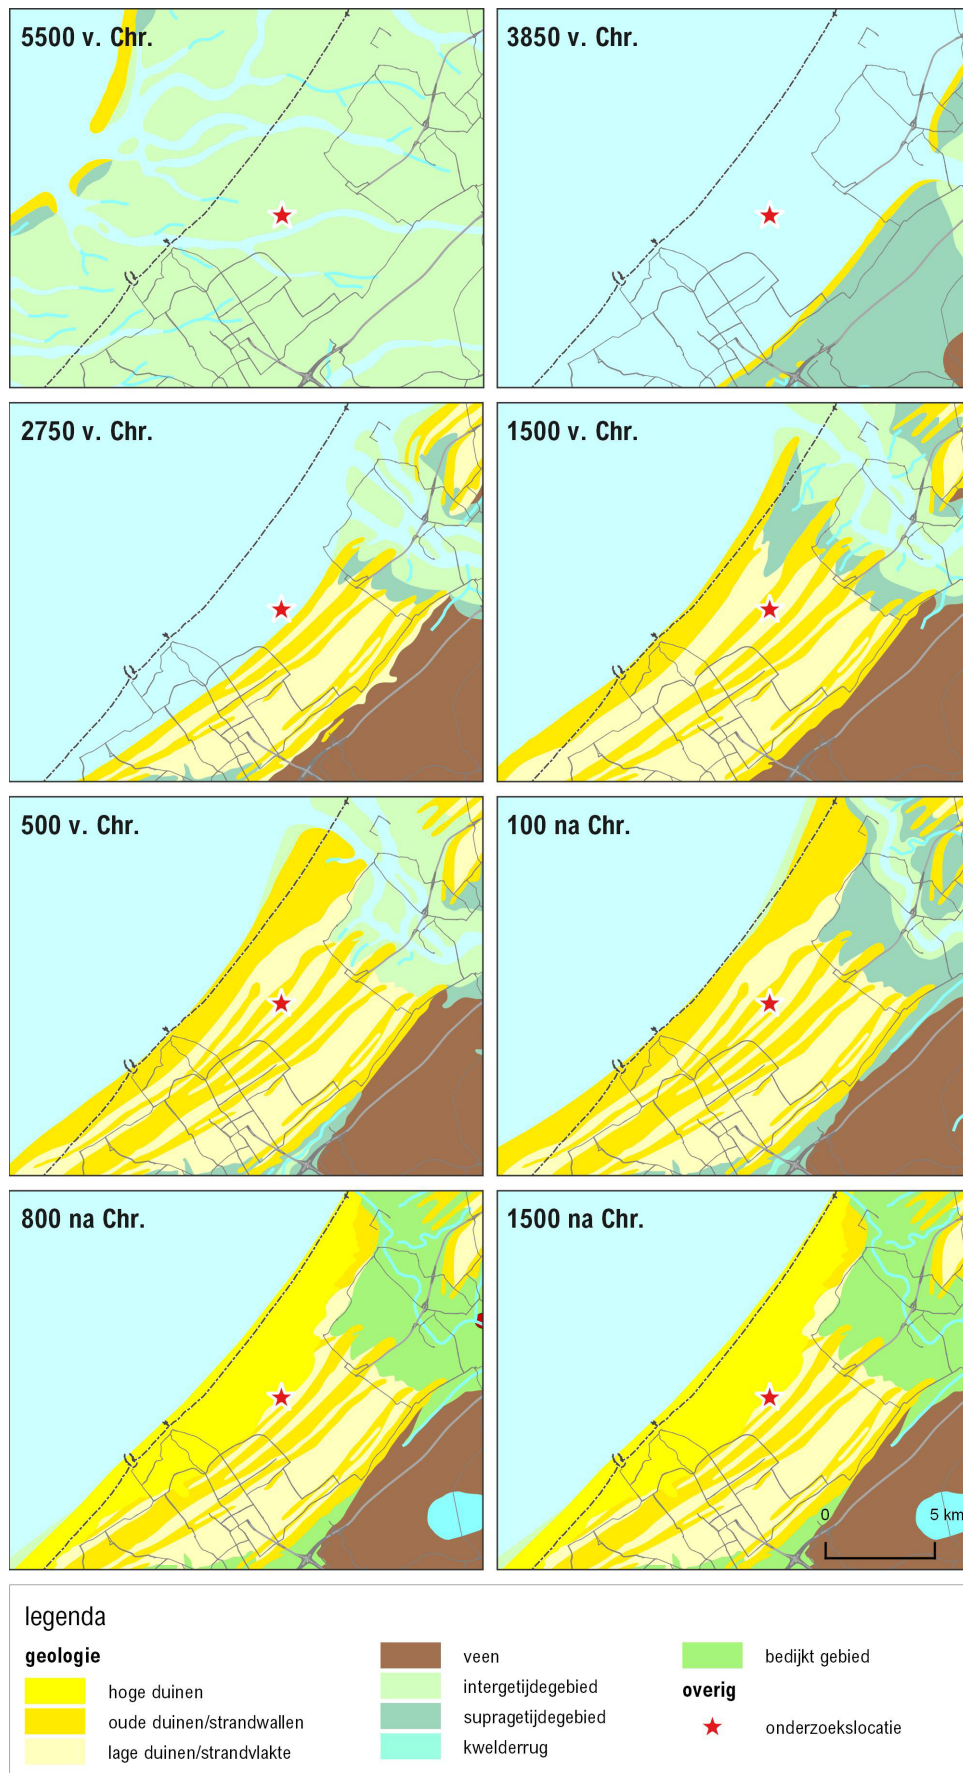 5500 v. Chr.
3850 v. Chr.
2750 v. Chr.
1500 v. Chr.
500 v. Chr.
100 na Chr.
800 na Chr.
1500 na Chr.
0 5 km
legenda
geologie
hoge duinen
oude duinen/strandwallen
lage duinen/strandvlakte
veen
intergetijdegebied
supragetijdegebied
kwelderrug
bedijkt gebied
overig
onderzoekslocatie